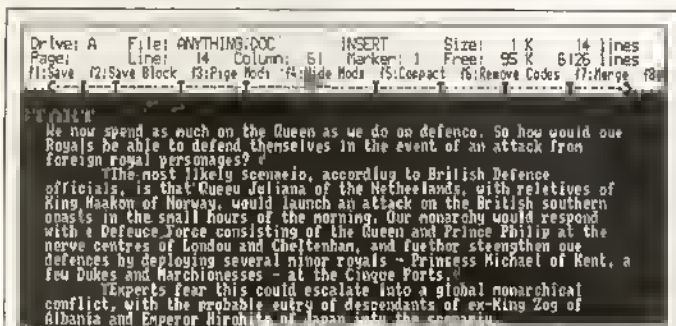 Drive: A File: ANYTHING.DOC INSERT Size: 1 K 14 lines
Page: Line: 14 Column: 61 Marker: 1 Free: 95 K 6126 lines
f1:Save f2:Save Block f3:Page Mods f4:Hide Mods f5:Compact f6:Remove Codes f7:Merge
START
We now spend as much on the Queen as we do on defence. So how would our
Royals be able to defend themselves in the event of an attack from
foreign royal personages?
The most likely scenario, according to British Defence
officials, is that Queen Juliana of the Netherlands, with reletives of
King Haakon of Norway, would launch an attack on the British southern
coasts in the small hours of the morning. Our monarchy would respond
with a Defence Force consisting of the Queen and Prince Philip at the
nerve centres of London and Cheltenham, and further strengthen our
defences by deploying several minor royals - Prinsess Michael of Kent, a
few Dukes and Marchionesses - at the Cinque Ports.
Experts fear this could escalate into a global monarchical
conflict, with the probable entry of descendants of ex-King Zog of
Albania and Emperor Hirohito of Japan into the scenario.